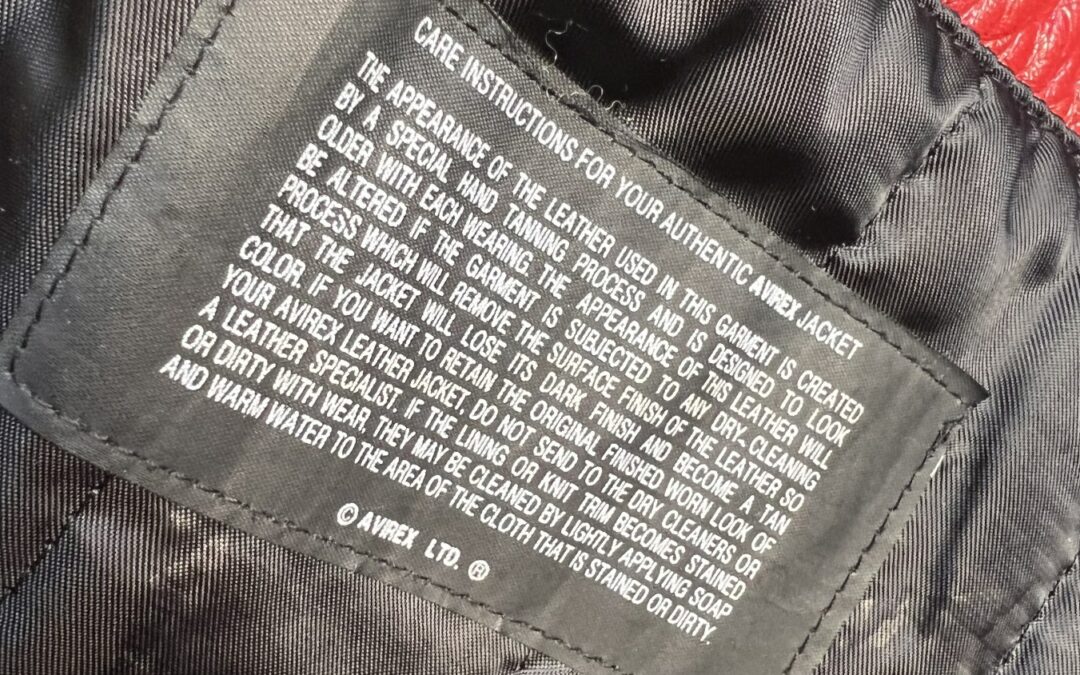 CARE INSTRUCTIONS FOR YOUR AUTHENTIC AVIREX JACKET
THE APPEARANCE OF THE LEATHER USED IN THIS GARMENT IS CREATED
BY A SPECIAL HAND TANNING PROCESS AND IS DESIGNED TO LOOK
OLDER WITH EACH WEARING. THE APPEARANCE OF THIS LEATHER WILL
BE ALTERED IF THE GARMENT IS SUBJECTED TO ANY DRY-CLEANING
PROCESS WHICH WILL REMOVE THE SURFACE FINISH OF THE LEATHER SO
THAT THE JACKET WILL LOSE ITS DARK FINISH AND BECOME A TAN
COLOR. IF YOU WANT TO RETAIN THE ORIGINAL FINISHED WORN LOOK OF
YOUR AVIREX LEATHER JACKET, DO NOT SEND TO THE DRY CLEANERS OR
A LEATHER SPECIALIST. IF THE LINING OR KNIT TRIM BECOMES STAINED
OR DIRTY WITH WEAR, THEY MAY BE CLEANED BY LIGHTLY APPLYING SOAP
AND WARM WATER TO THE AREA OF THE CLOTH THAT IS STAINED OR DIRTY.
© AVIREX LTD. ®